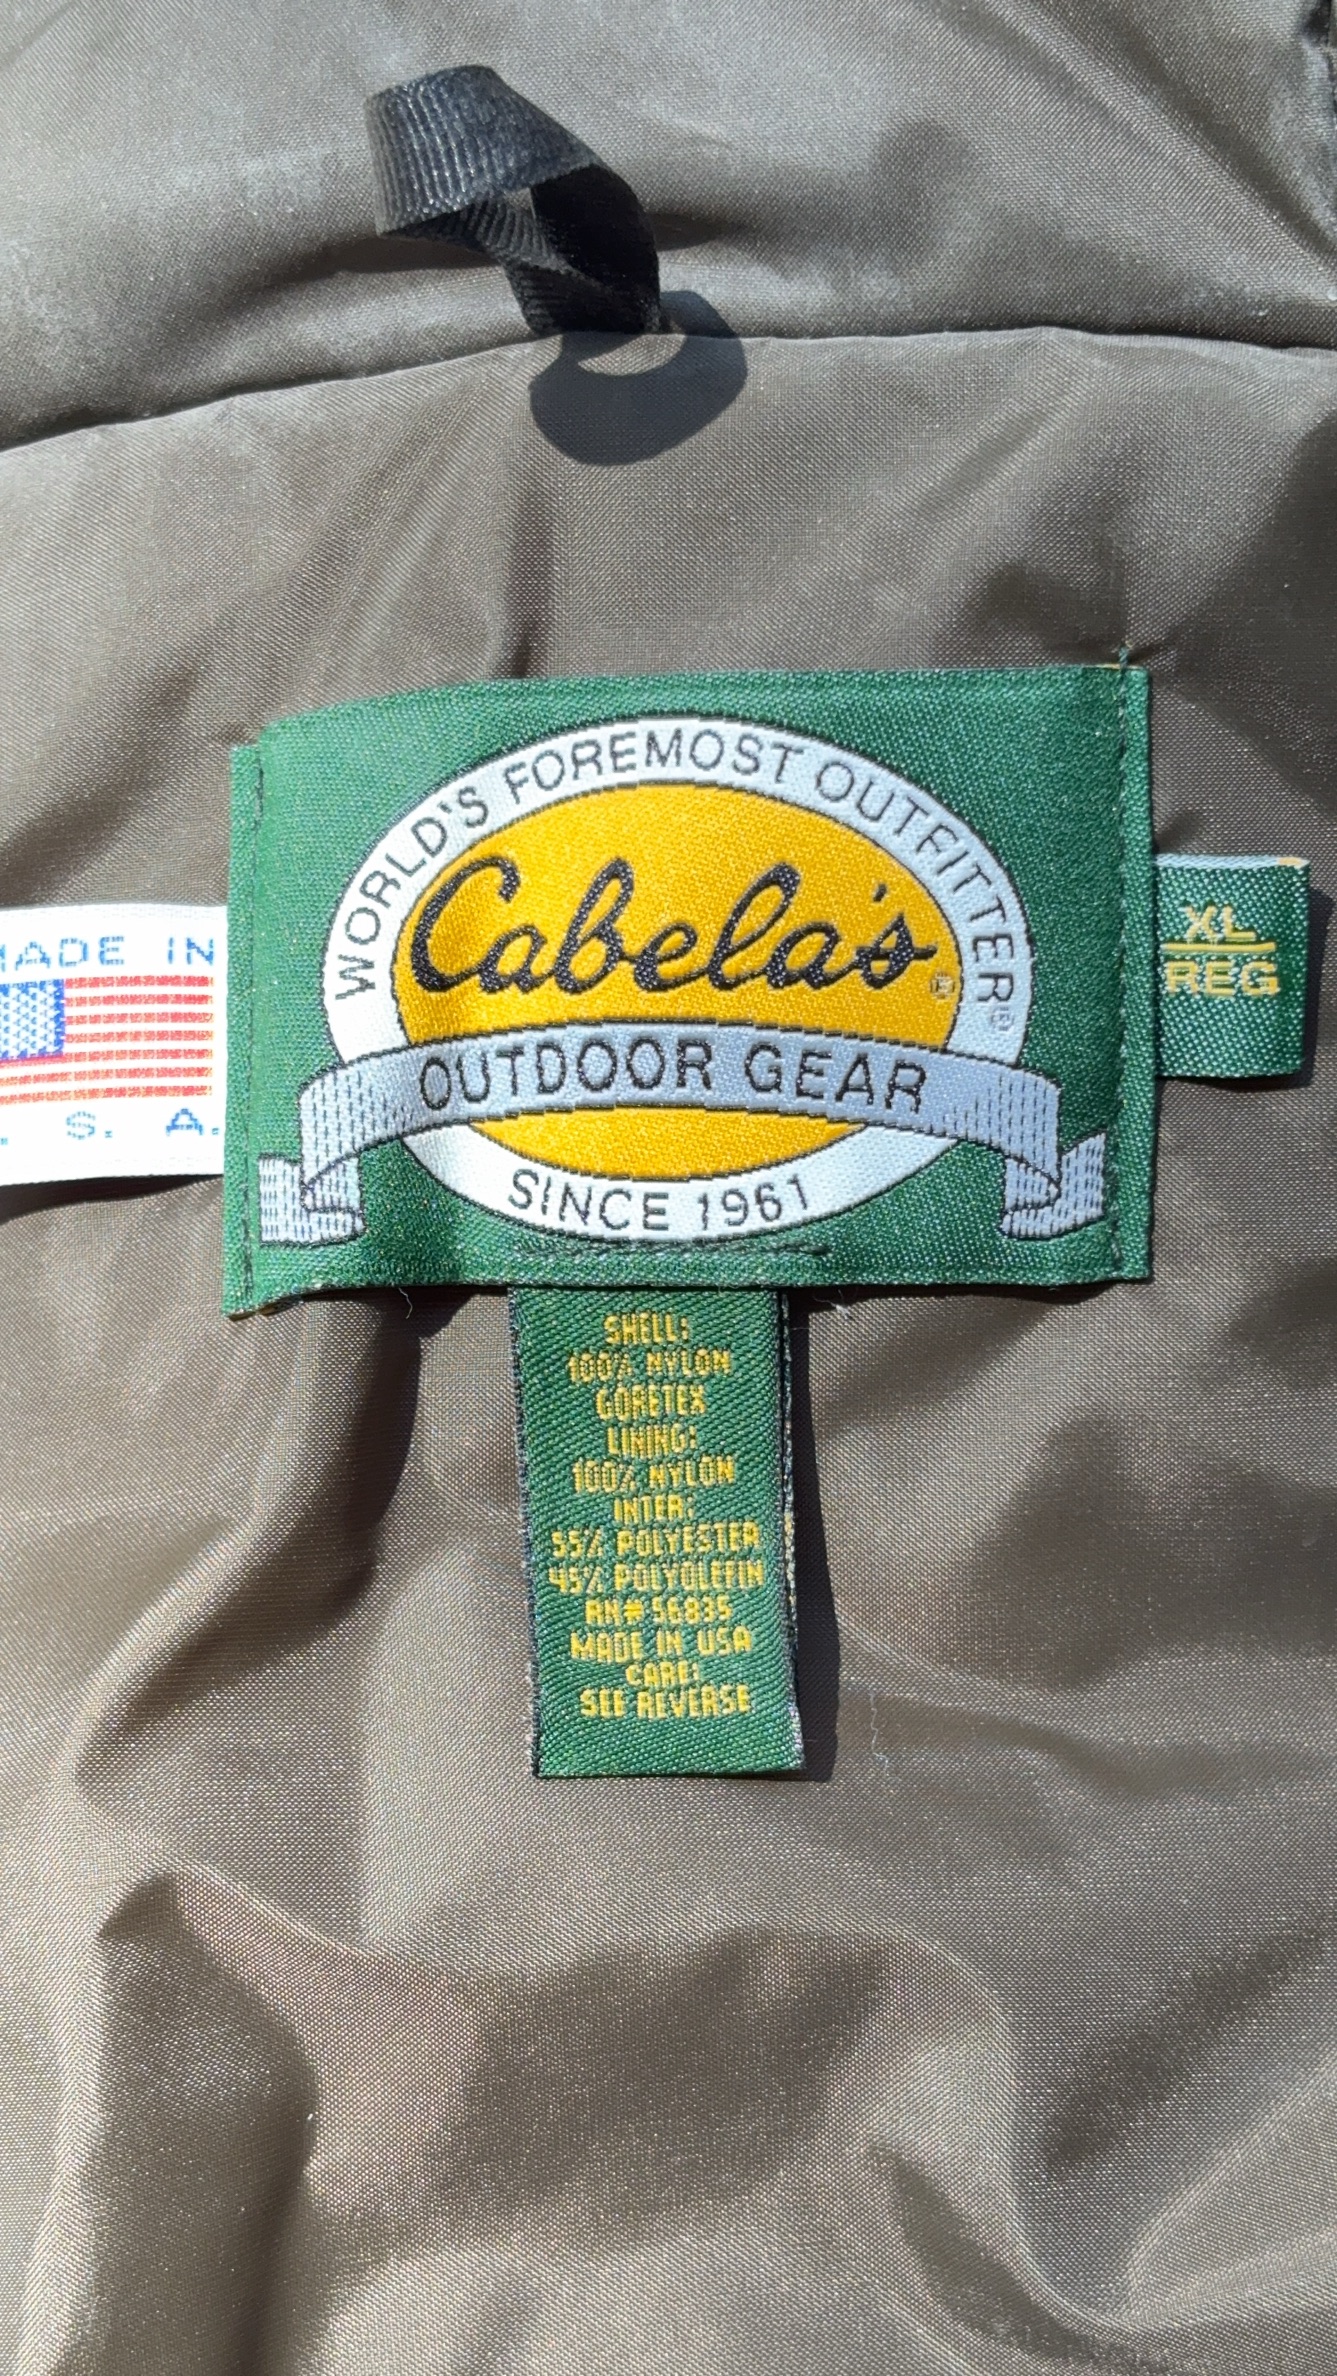 WORLD'S FOREMOST OUTFITTER®
Cabela's®
OUTDOOR GEAR
SINCE 1961
MADE IN
. S. A.
XL
REG
SHELL:
100% NYLON
GORETEX
LINING:
100% NYLON
INTER:
55% POLYESTER
45% POLYOLEFIN
RN# 56835
MADE IN USA
CARE:
SEE REVERSE